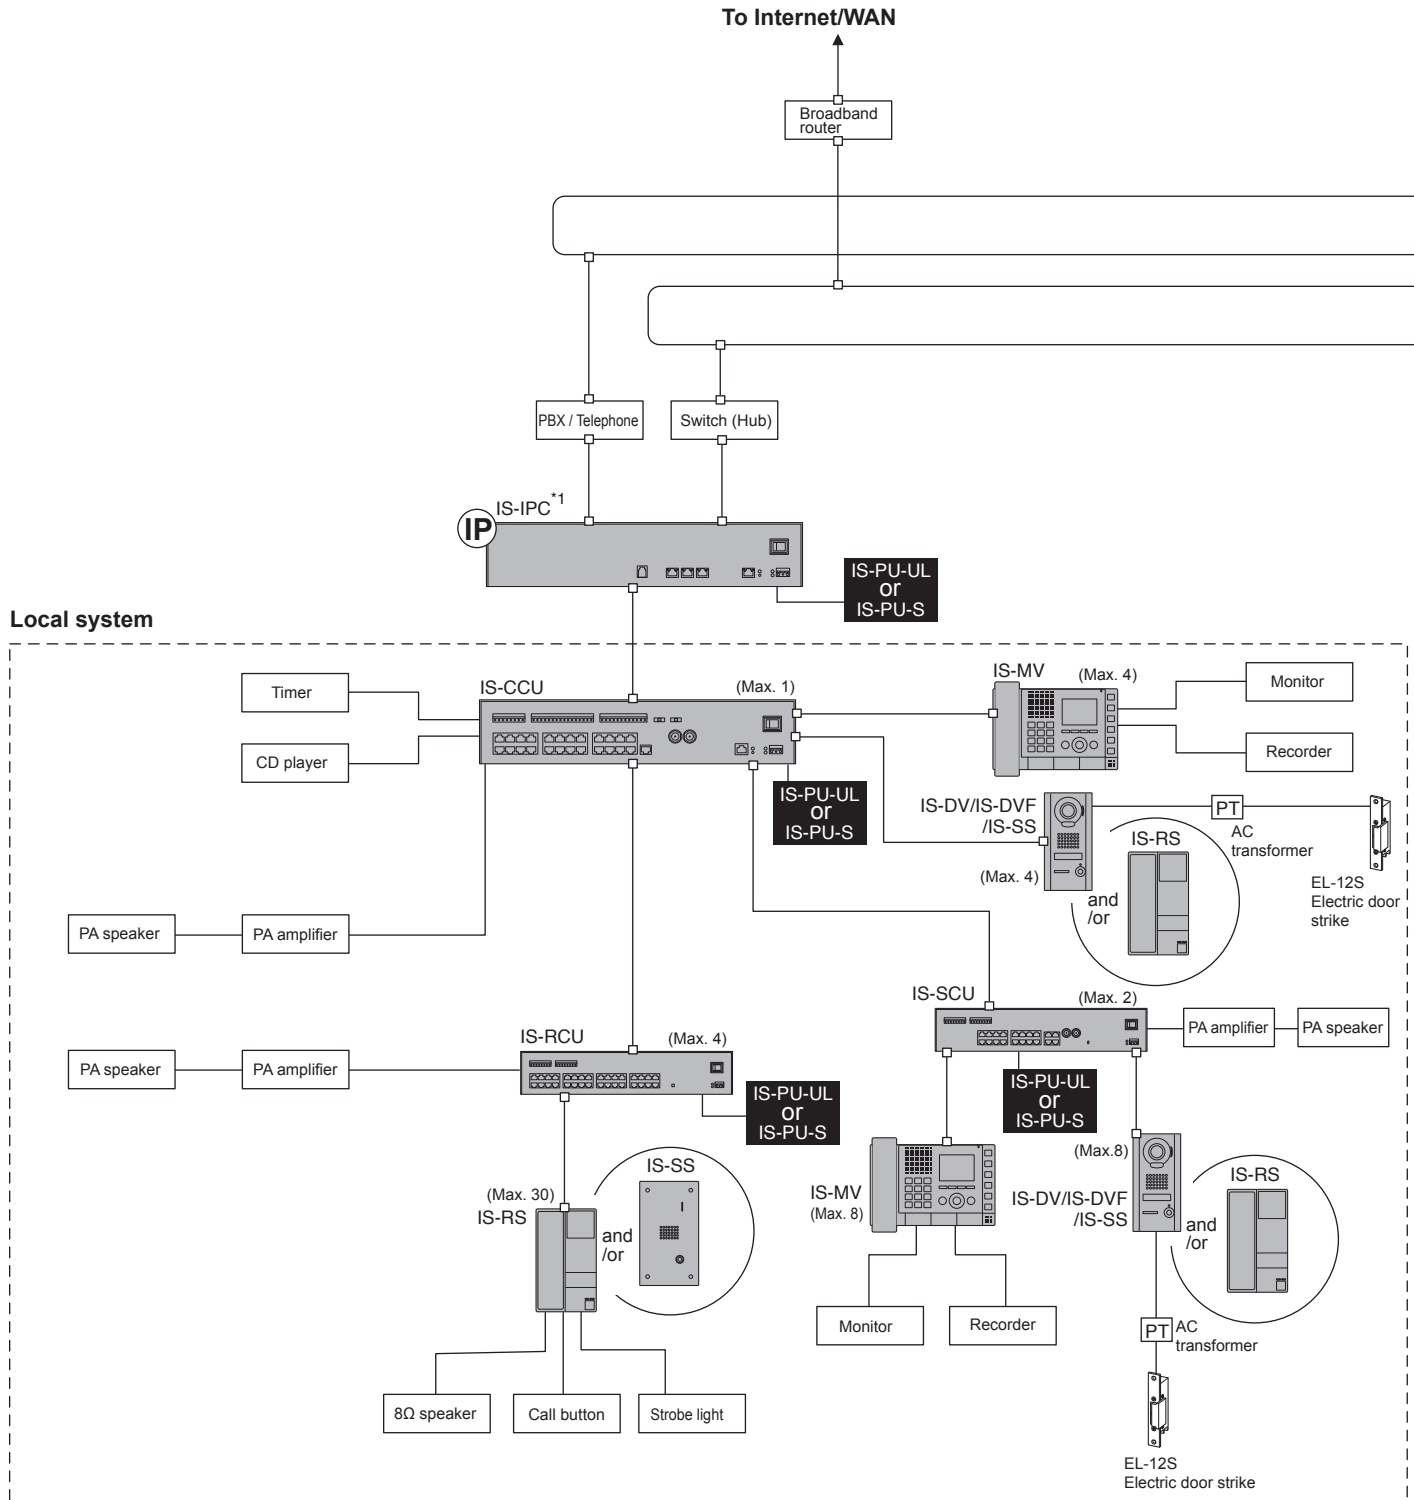 To Internet/WAN
Broadband
router
PBX / Telephone
Switch (Hub)
IS-IPC*1
IP
IS-PU-UL
or
IS-PU-S
Local system
Timer
IS-CCU
(Max. 1)
IS-MV
(Max. 4)
Monitor
CD player
Recorder
IS-PU-UL
or
IS-PU-S
IS-DV/IS-DVF
/IS-SS
(Max. 4)
PT
AC
transformer
IS-RS
and
/or
EL-12S
Electric door
strike
PA speaker
PA amplifier
IS-SCU
(Max. 2)
PA amplifier
PA speaker
IS-RCU
(Max. 4)
PA speaker
PA amplifier
IS-PU-UL
or
IS-PU-S
IS-PU-UL
or
IS-PU-S
(Max. 30)
IS-RS
and
/or
IS-SS
IS-MV
(Max. 8)
(Max.8)
IS-DV/IS-DVF
/IS-SS
and
/or
IS-RS
Monitor
Recorder
PT
AC
transformer
8Ω speaker
Call button
Strobe light
EL-12S
Electric door strike